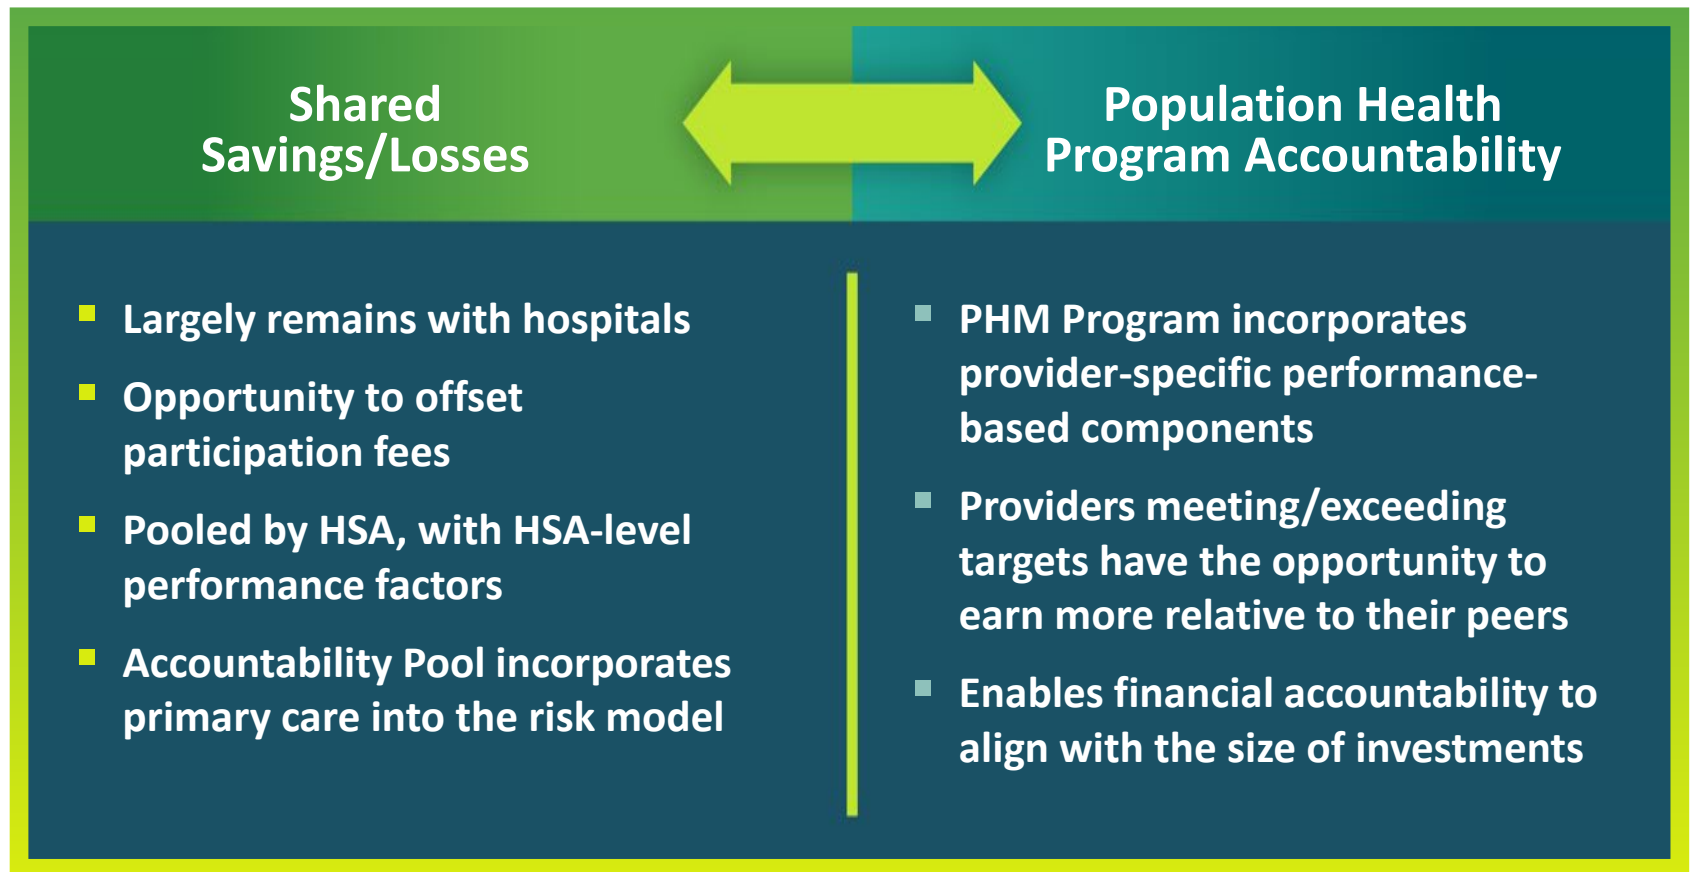 Shared
Savings/Losses
Population Health
Program Accountability
Largely remains with hospitals
Opportunity to offset
participation fees
Pooled by HSA, with HSA-level
performance factors
Accountability Pool incorporates
primary care into the risk model
PHM Program incorporates
provider-specific performance-
based components
Providers meeting/exceeding
targets have the opportunity to
earn more relative to their peers
Enables financial accountability to
align with the size of investments